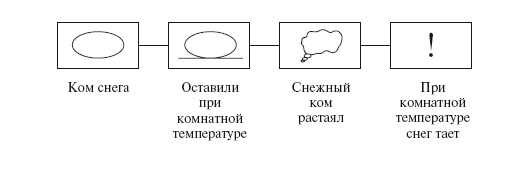 !
Ком снега
Оставили
при
комнатной
температуре
Снежный
ком
растаял
При
комнатной
температуре
снег тает